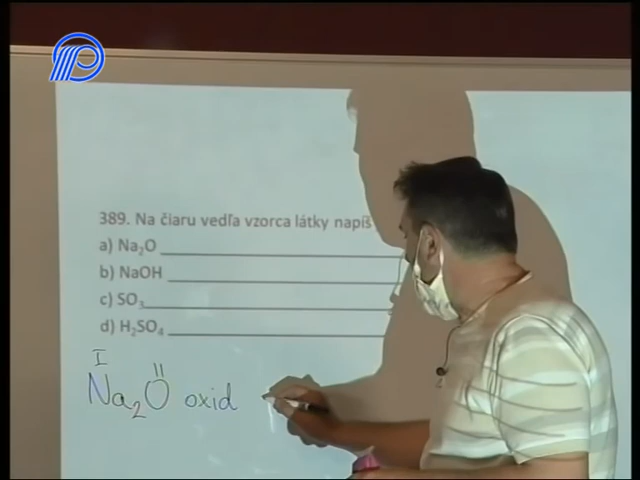 389. Na čiaru vedľa vzorca látky napíš
a) Na₂O
b) NaOH
c) SO₃
d) H₂SO₄
I II
Na₂O oxid